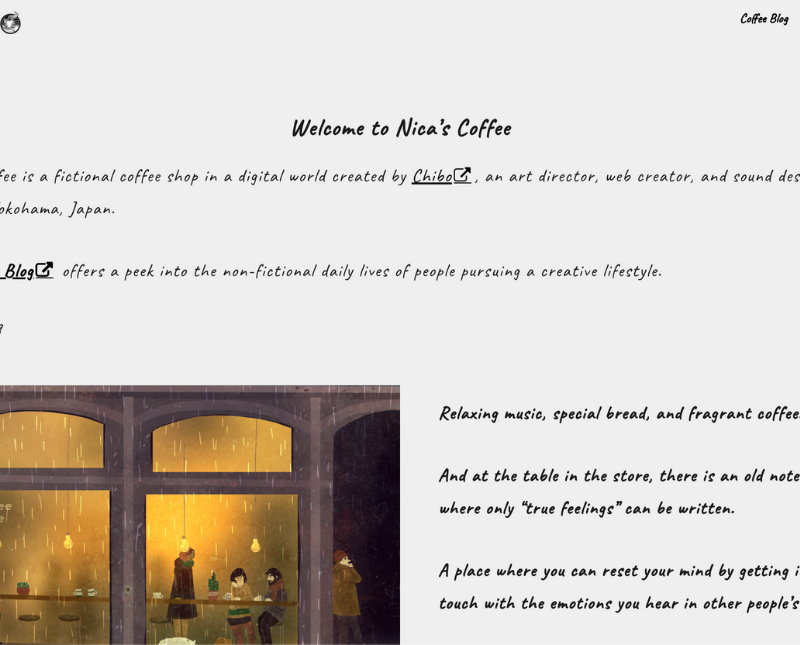 Coffee Blog
Welcome to Nica's Coffee
fee is a fictional coffee shop in a digital world created by Chibo , an art director, web creator, and sound des
okohama, Japan.
Blog offers a peek into the non-fictional daily lives of people pursuing a creative lifestyle.
Relaxing music, special bread, and fragrant coffee.
And at the table in the store, there is an old note
where only “true feelings” can be written.
A place where you can reset your mind by getting i
touch with the emotions you hear in other people's